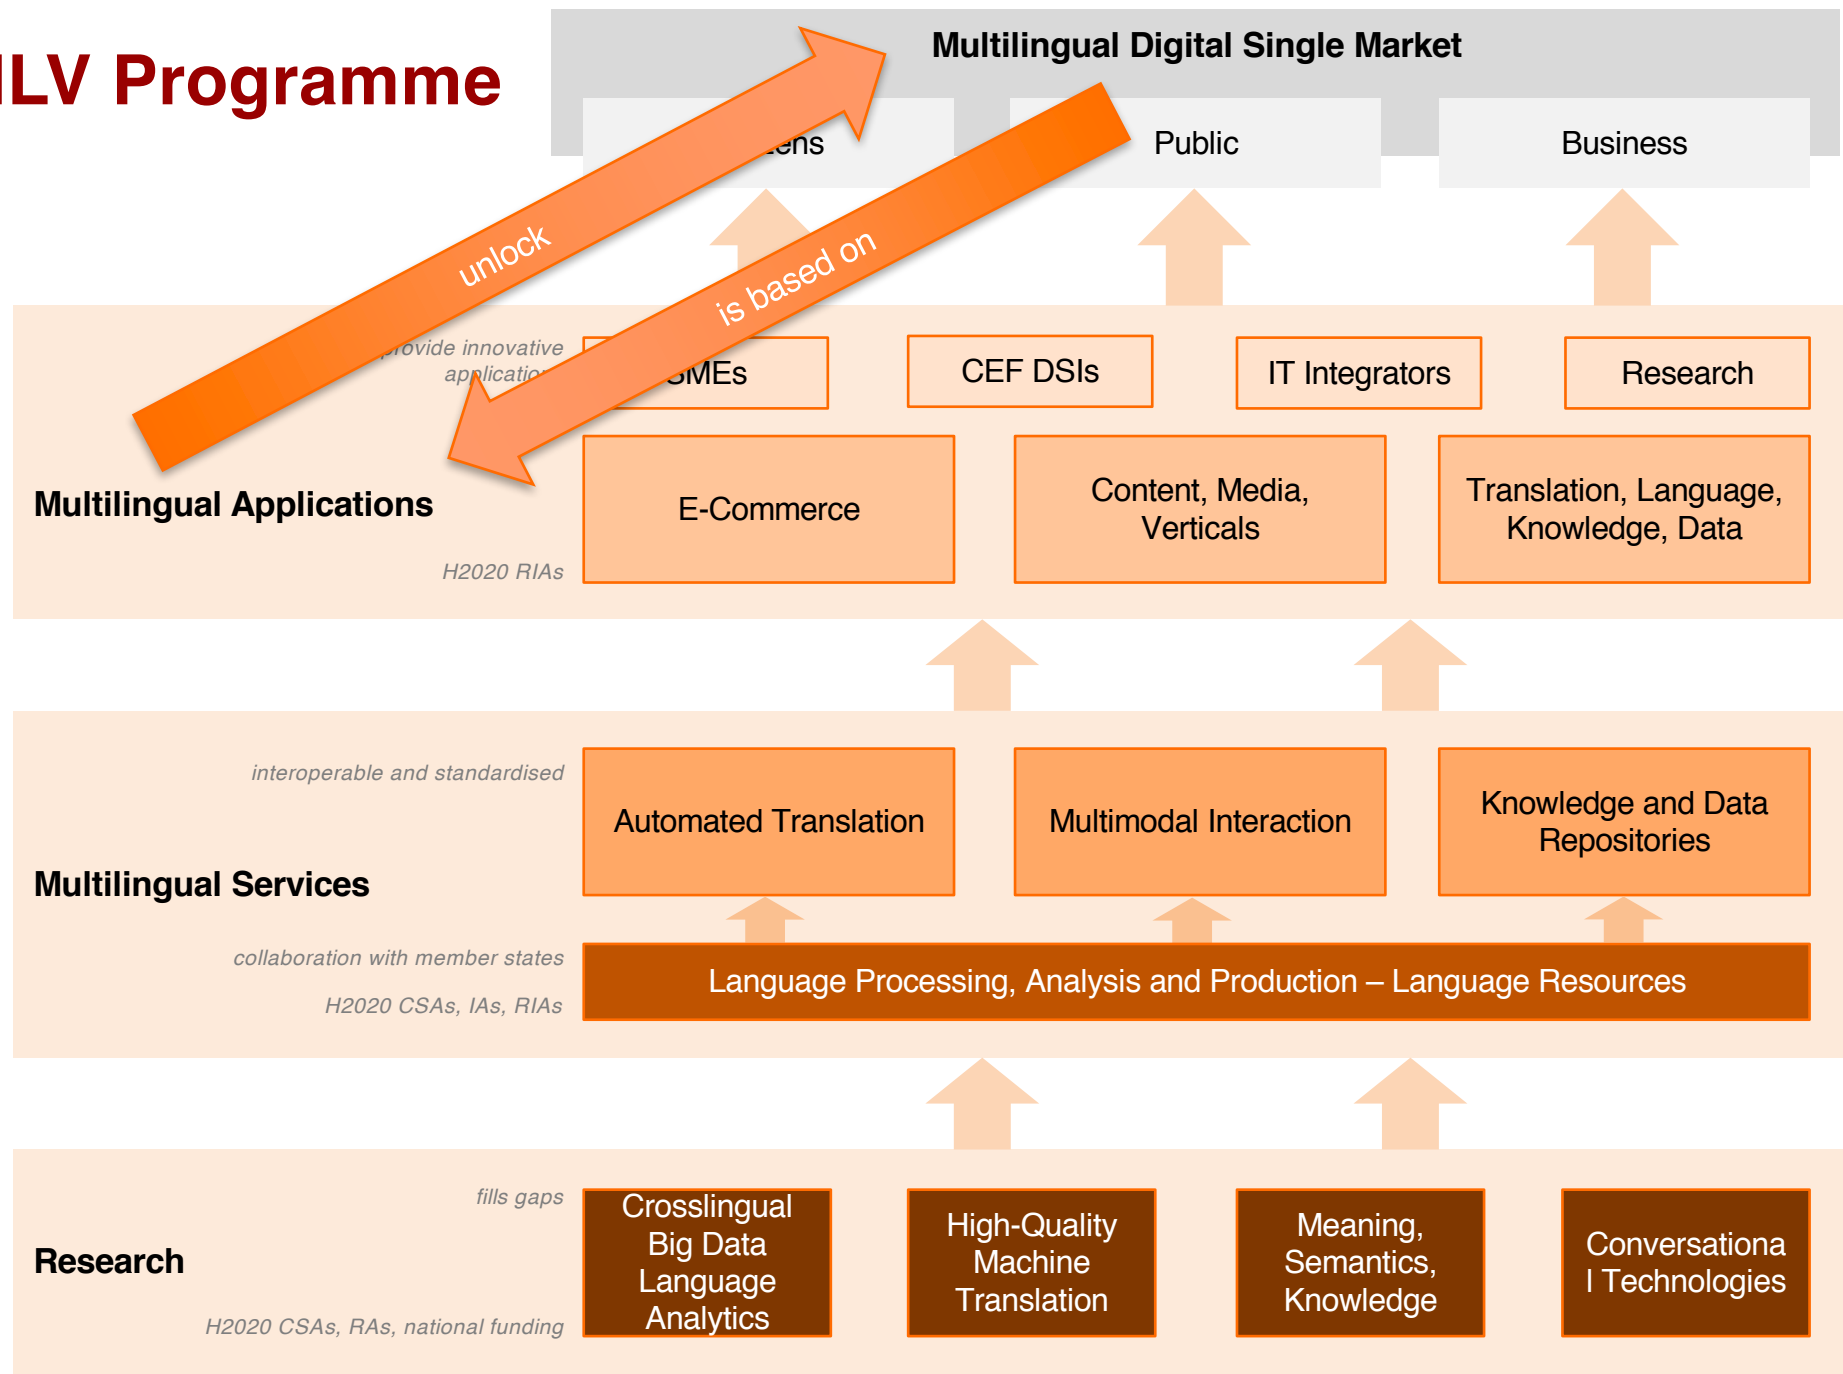 Programme
Multilingual Digital Single Market
Public
Business
unlock
is based on
provide innovative
SMEs
CEF DSIs
IT Integrators
Research
Multilingual Applications
E-Commerce
Content, Media,
Verticals
Translation, Language,
Knowledge, Data
H2020 RIAs
interoperable and standardised
Automated Translation
Multimodal Interaction
Knowledge and Data
Repositories
Multilingual Services
collaboration with member states
H2020 CSAs, IAs, RIAs
Language Processing, Analysis and Production – Language Resources
fills gaps
Research
H2020 CSAs, RAs, national funding
Crosslingual
Big Data
Language
Analytics
High-Quality
Machine
Translation
Meaning,
Semantics,
Knowledge
Conversationa
l Technologies